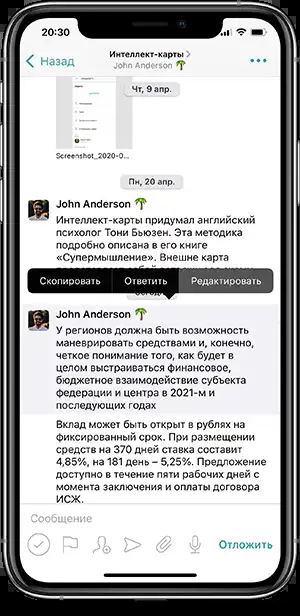 20:30
Назад
Интеллект-карты >
John Anderson
Чт, 9 апр.
Screenshot_2020-0...
Пн, 20 апр.
John Anderson
Интеллект-карты придумал английский
психолог Тони Бьюзен. Эта методика
подробно описана в его книге
«Супермышление». Внешне карта
Скопировать
Ответить
Редактировать
John Anderson
У регионов должна быть возможность
маневрировать средствами и, конечно,
четкое понимание того, как будет в
целом выстраиваться финансовое,
бюджетное взаимодействие субъекта
федерации и центра в 2021-м и
последующих годах
Вклад может быть открыт в рублях на
фиксированный срок. При размещении
средств на 370 дней ставка составит
4,85%, на 181 день – 5,25%. Предложение
доступно в течение пяти рабочих дней с
момента заключения и оплаты договора
ИСЖ.
Сообщение
Отложить